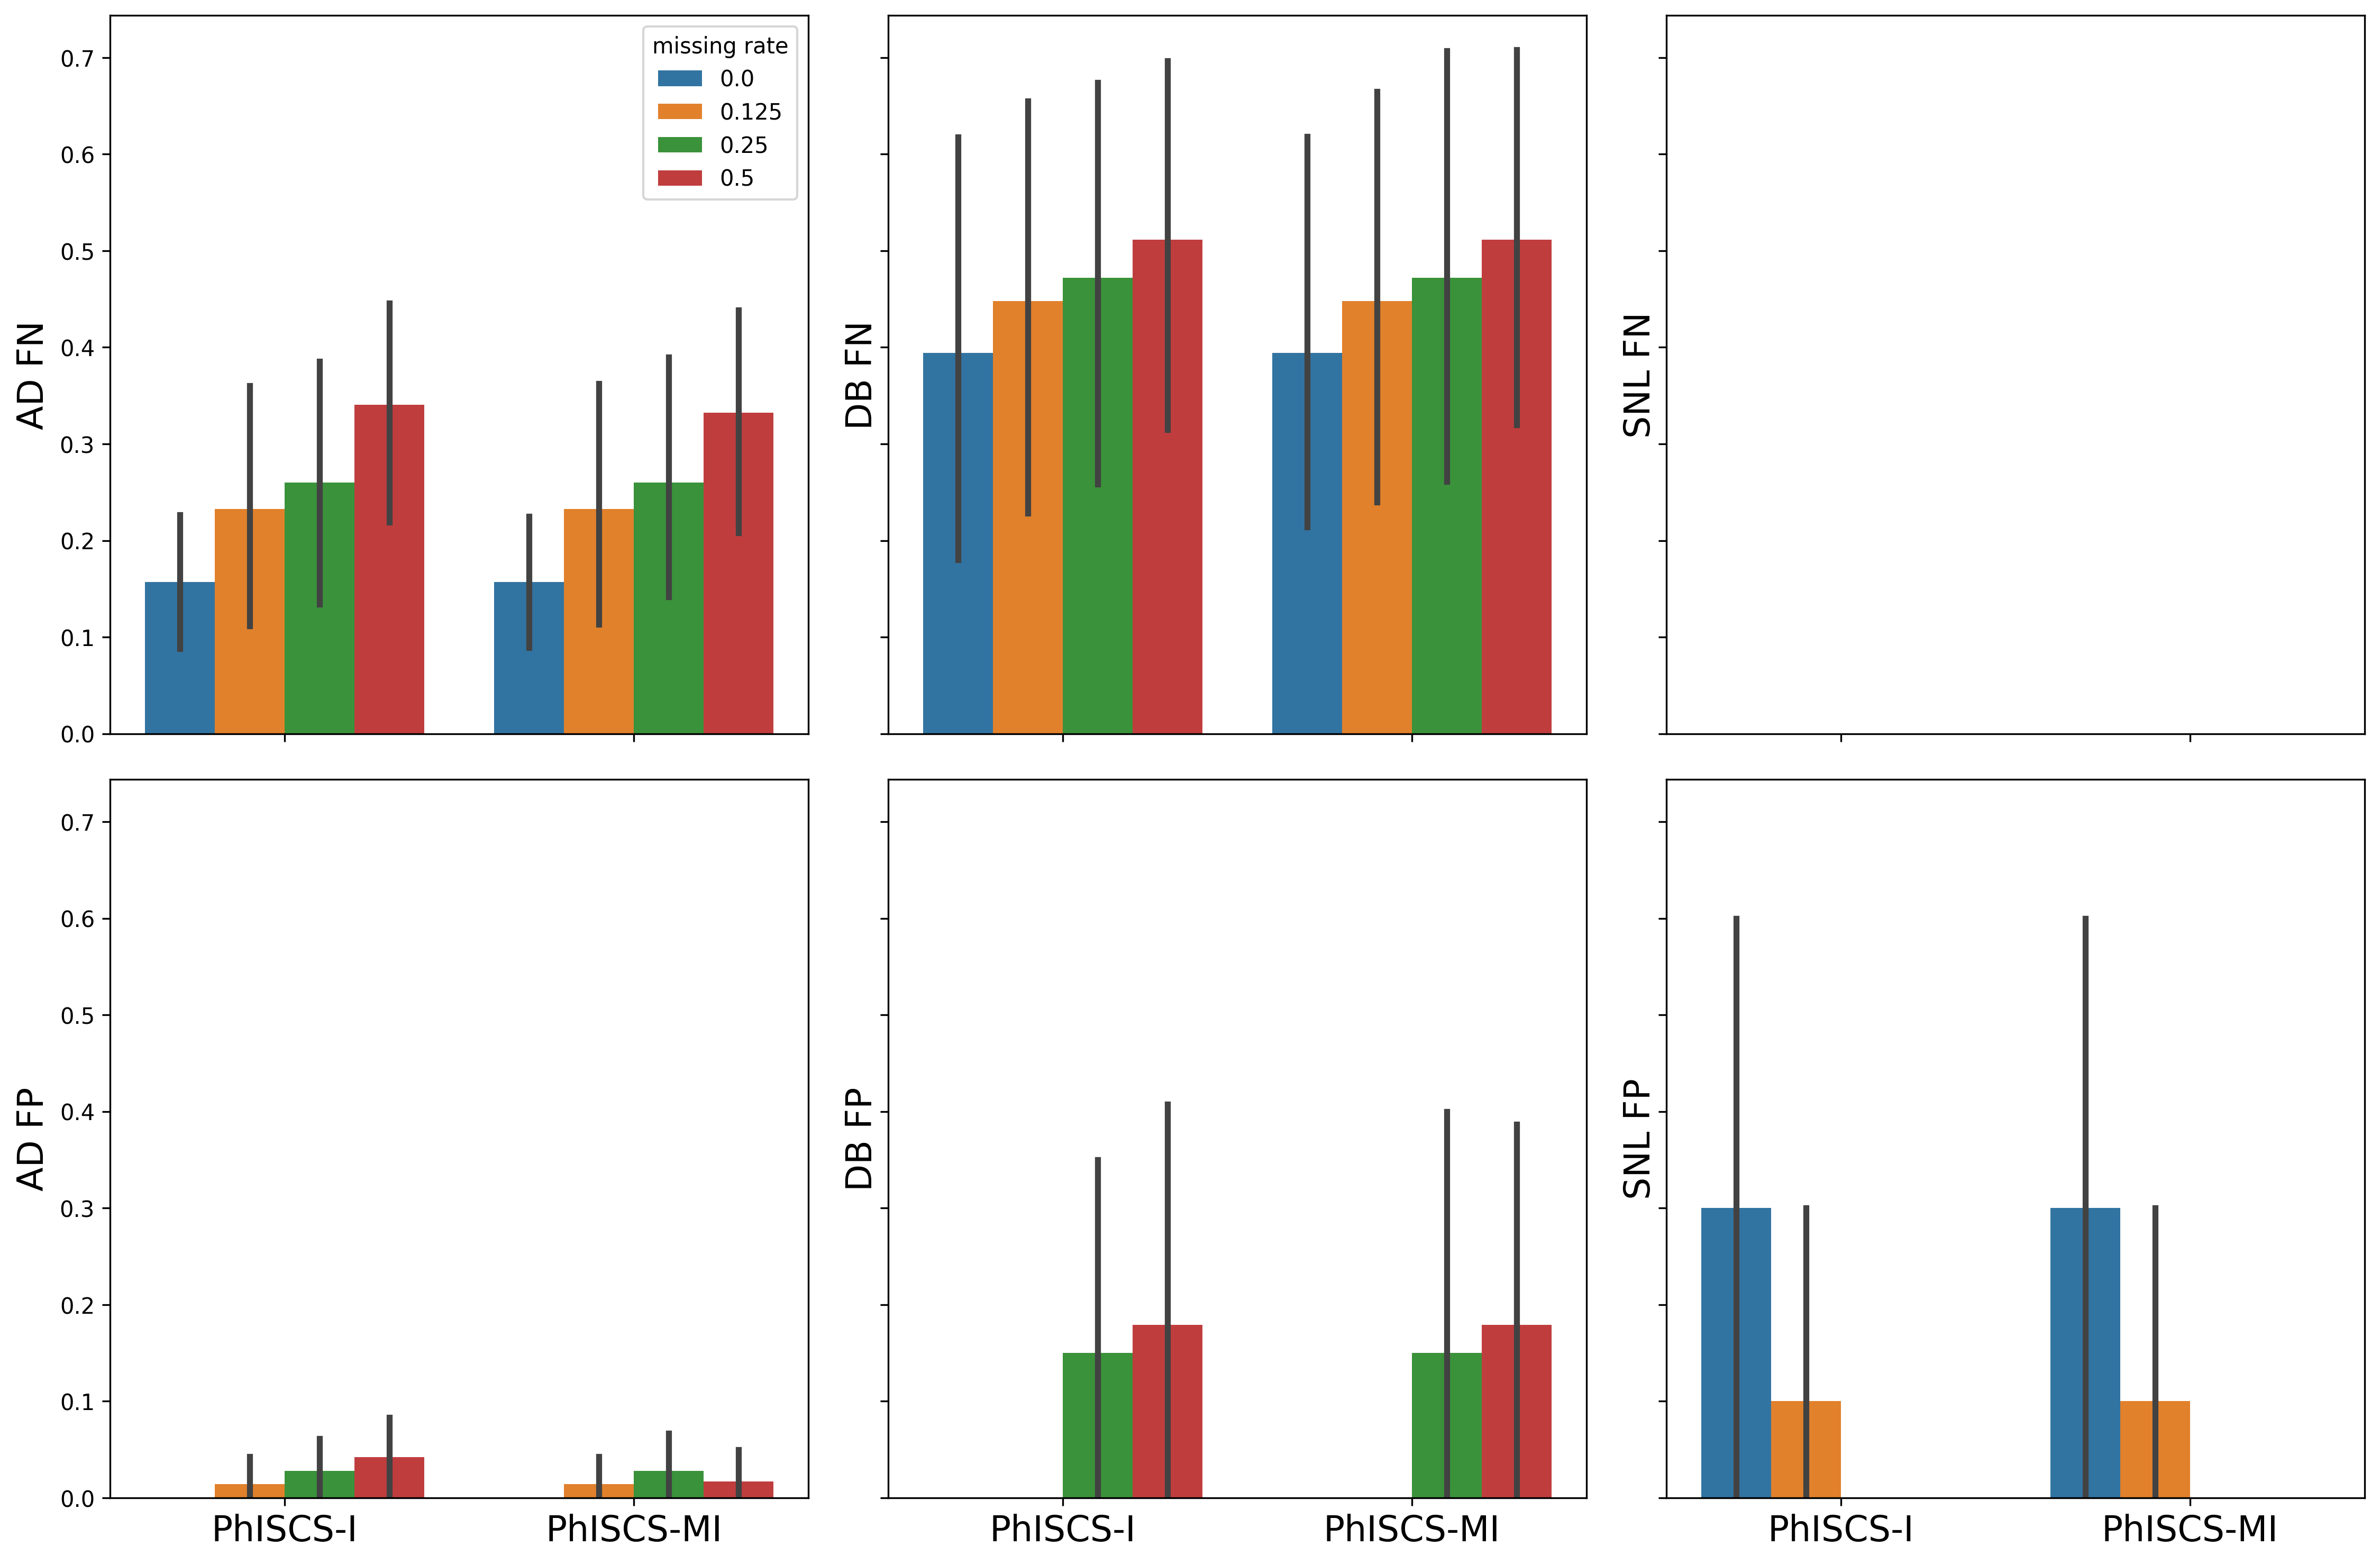 AD FN
0.7
0.6
0.5
0.4
0.3
0.2
0.1
0.0
missing rate
0.0
0.125
0.25
0.5
DB FN
SNL FN
AD FP
0.7
0.6
0.5
0.4
0.3
0.2
0.1
0.0
PhISCS-I
PhISCS-MI
DB FP
PhISCS-I
PhISCS-MI
SNL FP
PhISCS-I
PhISCS-MI